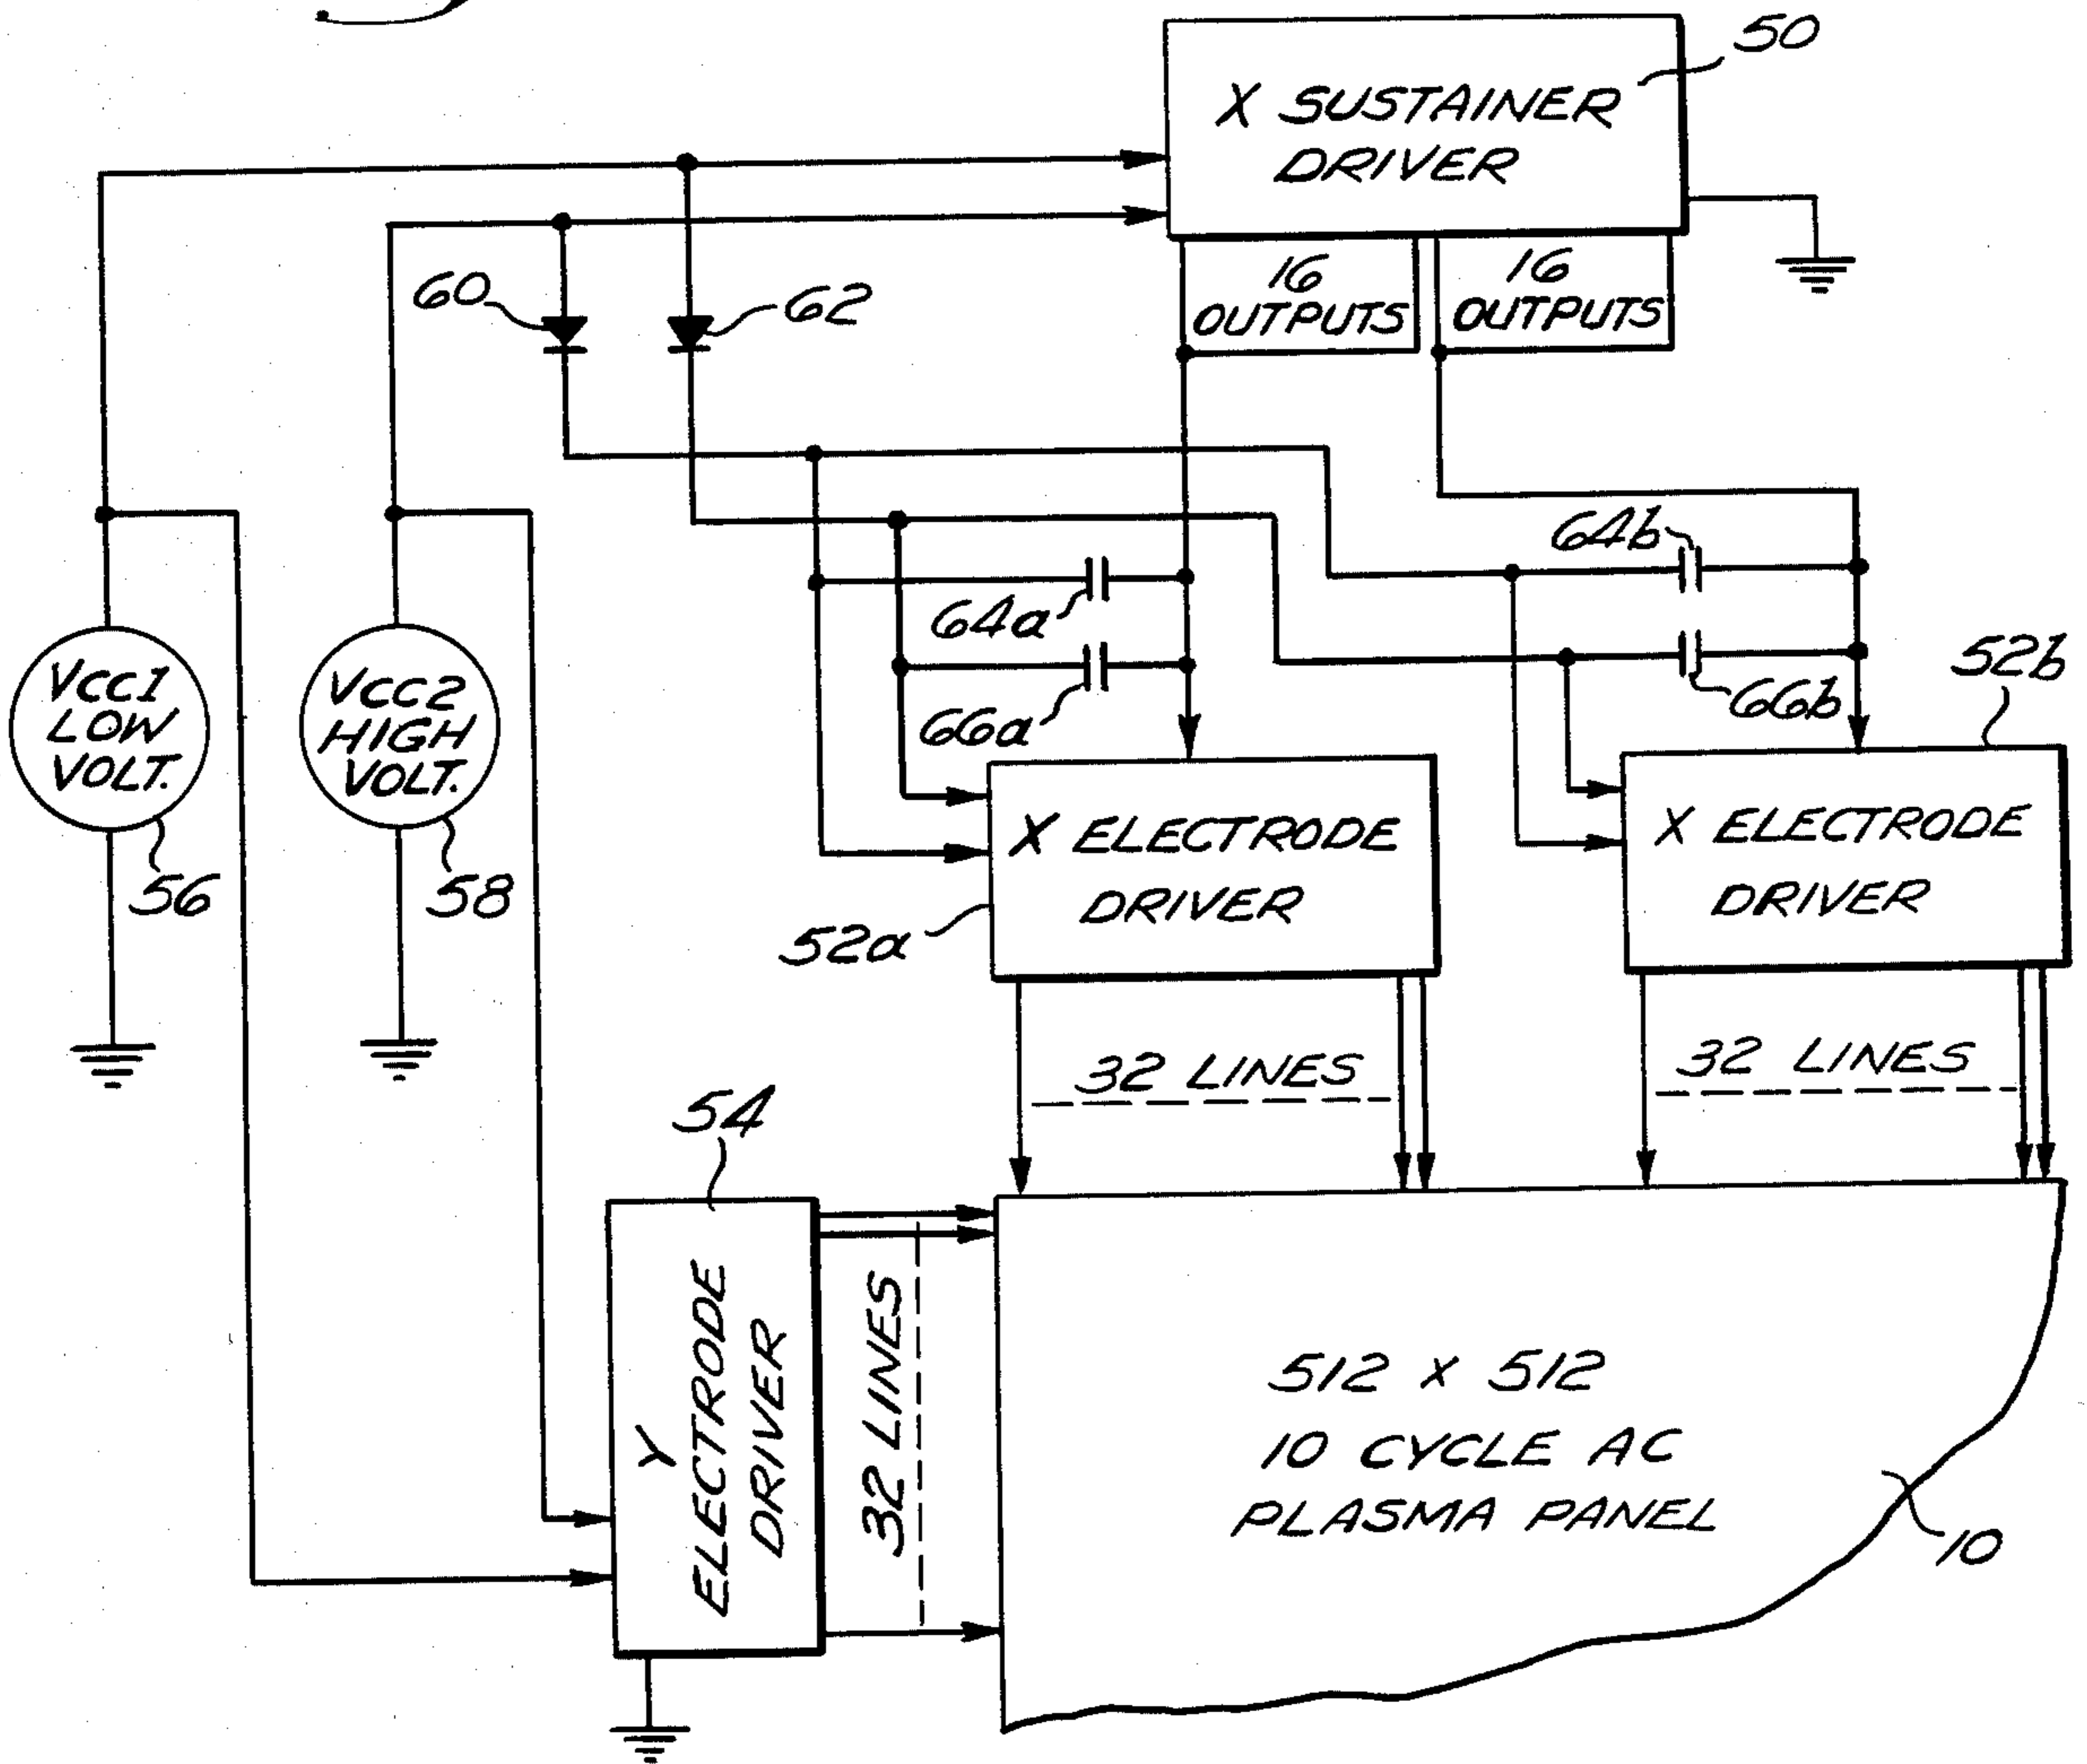 50
X SUSTAINER
DRIVER
16
OUTPUTS
16
OUTPUTS
60
62
64b
64a
66a
66b
52b
VCC1
LOW
VOLT.
VCC2
HIGH
VOLT.
56
58
X ELECTRODE
DRIVER
52a
X ELECTRODE
DRIVER
32 LINES
32 LINES
54
Y
ELECTRODE
DRIVER
32 LINES
512 x 512
10 CYCLE AC
PLASMA PANEL
10